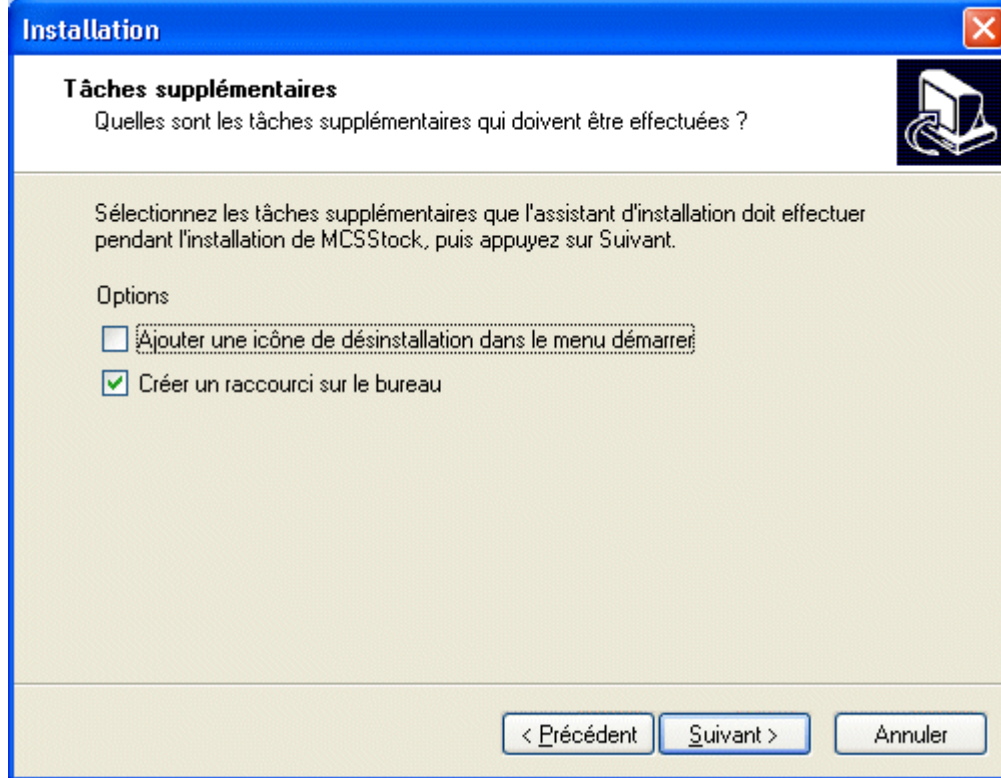 Installation
Tâches supplémentaires
Quelles sont les tâches supplémentaires qui doivent être effectuées ?
Sélectionnez les tâches supplémentaires que l'assistant d'installation doit effectuer
pendant l'installation de MCSStock, puis appuyez sur Suivant.
Options
Ajouter une icône de désinstallation dans le menu démarrer
Créer un raccourci sur le bureau
< Précédent Suivant > Annuler